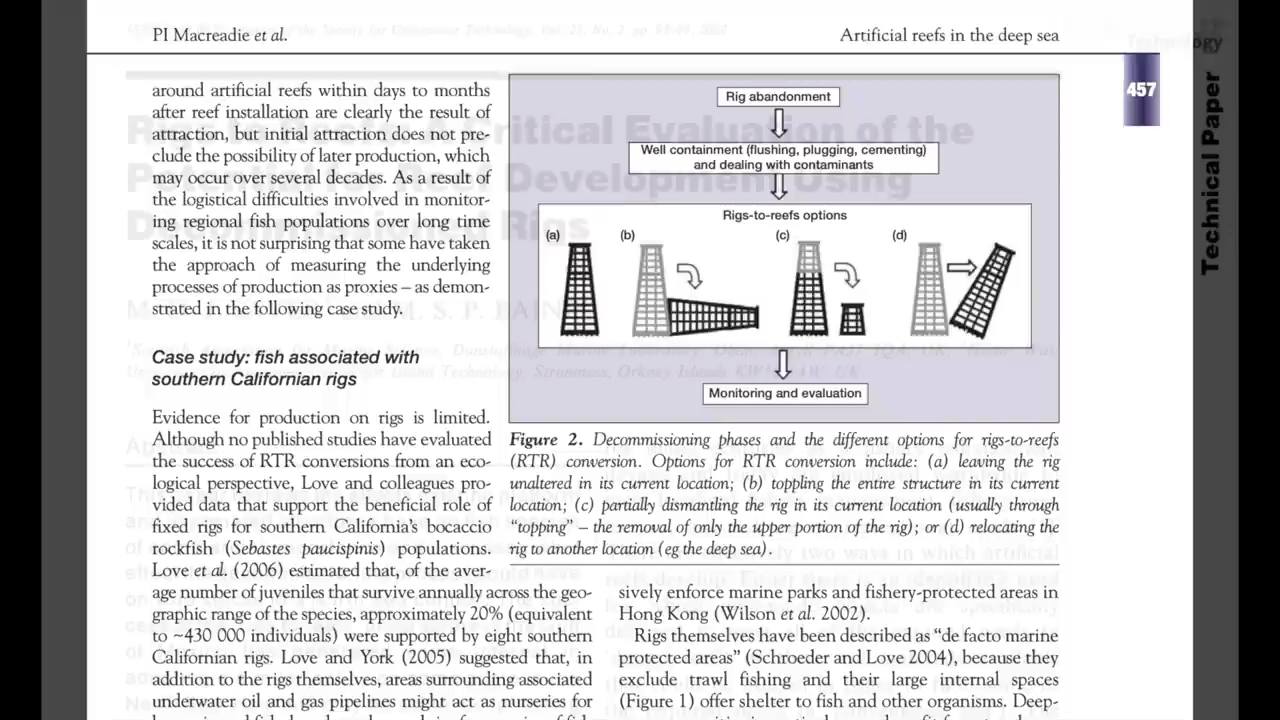 PI Macreadie et al.
Artificial reefs in the deep sea
457
Technical Paper
around artificial reefs within days to months
after reef installation are clearly the result of
attraction, but initial attraction does not pre-
clude the possibility of later production, which
may occur over several decades. As a result of
the logistical difficulties involved in monitor-
ing regional fish populations over long time
scales, it is not surprising that some have taken
the approach of measuring the underlying
processes of production as proxies – as demon-
strated in the following case study.
Case study: fish associated with
southern Californian rigs
Evidence for production on rigs is limited.
Although no published studies have evaluated
the success of RTR conversions from an eco-
logical perspective, Love and colleagues pro-
vided data that support the beneficial role of
fixed rigs for southern California's bocaccio
rockfish (Sebastes paucispinis) populations.
Love et al. (2006) estimated that, of the aver-
age number of juveniles that survive annually across the geo-
graphic range of the species, approximately 20% (equivalent
to ~430 000 individuals) were supported by eight southern
Californian rigs. Love and York (2005) suggested that, in
addition to the rigs themselves, areas surrounding associated
underwater oil and gas pipelines might act as nurseries for
Rig abandonment
Well containment (flushing, plugging, cementing)
and dealing with contaminants
Rigs-to-reefs options
(a) (b) (c) (d)
Monitoring and evaluation
Figure 2. Decommissioning phases and the different options for rigs-to-reefs
(RTR) conversion. Options for RTR conversion include: (a) leaving the rig
unaltered in its current location; (b) toppling the entire structure in its current
location; (c) partially dismantling the rig in its current location (usually through
“topping” – the removal of only the upper portion of the rig); or (d) relocating the
rig to another location (eg the deep sea).
sively enforce marine parks and fishery-protected areas in
Hong Kong (Wilson et al. 2002)
Rigs themselves have been described as “de facto marine
protected areas” (Schroeder and Love 2004), because they
exclude trawl fishing and their large internal spaces
(Figure 1) offer shelter to fish and other organisms. Deep-
Rigs to Reefs: A Critical Evaluation of the
Potential for Reef Development Using
Decommissioned Rigs